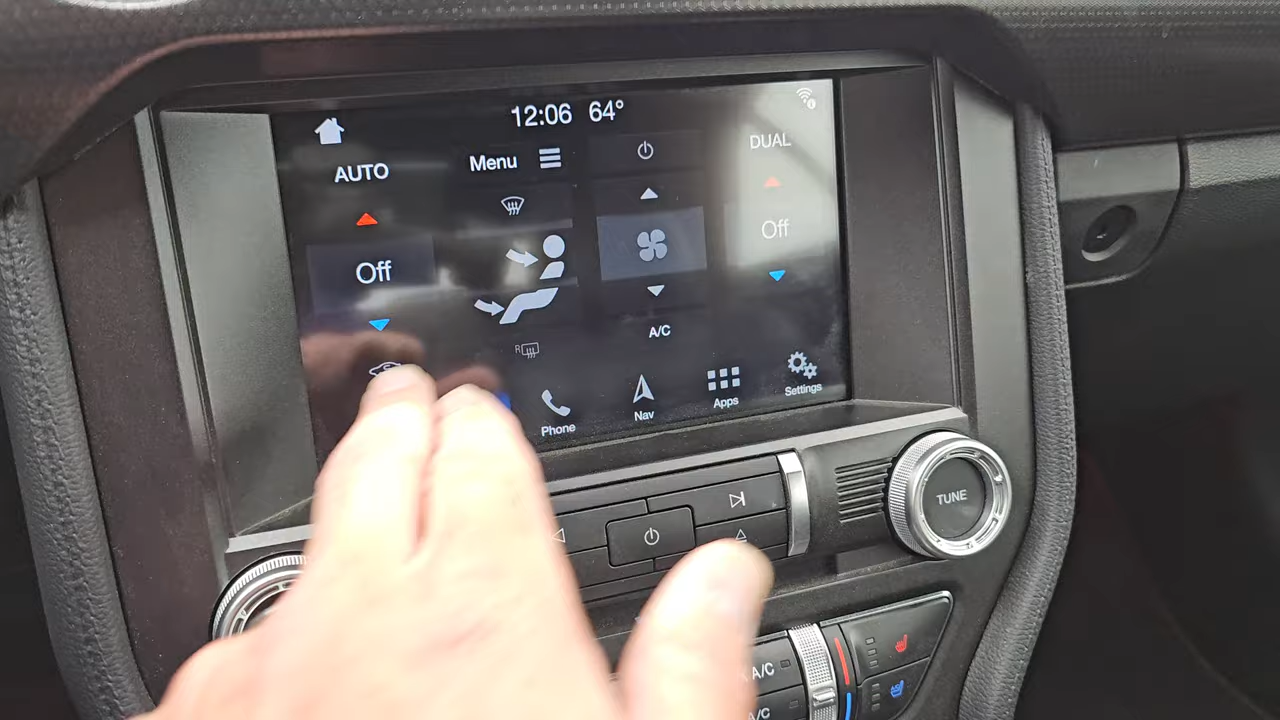 12:06 64°
AUTO
Menu
DUAL
Off
Off
A/C
R
Phone
Nav
Apps
Settings
TUNE
A/C
A/C